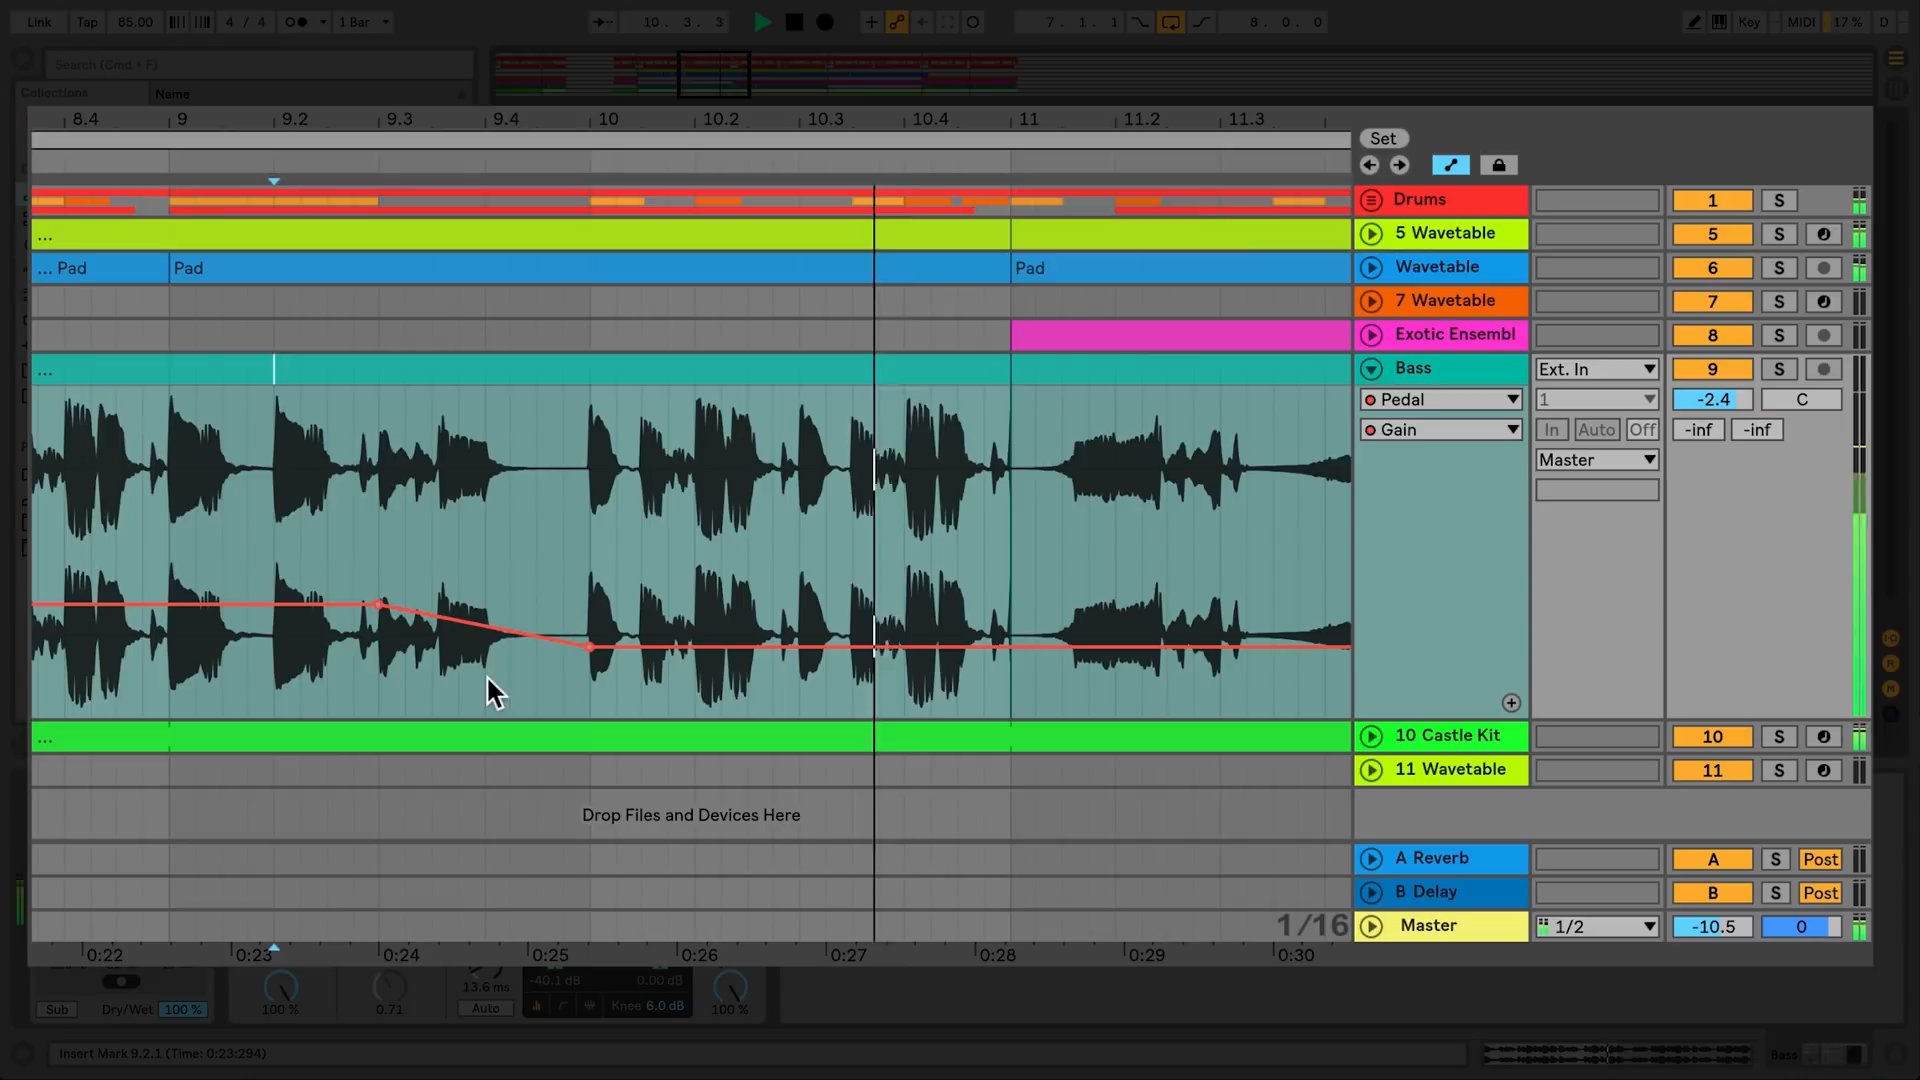 Link Tap 85.00 4 / 4 1 Bar 10. 3. 3 7. 1. 1 8. 0. 0 Key MIDI 17 % D
Search (Cmd + F)
Collections Name
8.4 9 9.2 9.3 9.4 10 10.2 10.3 10.4 11 11.2 11.3
Set
Drums 1 S
... 5 Wavetable 5 S
... Pad Pad Pad Wavetable 6 S
7 Wavetable 7 S
Exotic Ensembl 8 S
... Bass Ext. In 9 S
Pedal 1 -2.4 C
Gain In Auto Off -inf -inf
Master
... 10 Castle Kit 10 S
11 Wavetable 11 S
Drop Files and Devices Here
A Reverb A S Post
B Delay B S Post
1/16 Master 1/2 -10.5 0
0:22 0:23 0:24 0:25 0:26 0:27 0:28 0:29 0:30
13.6 ms -40.1 dB 0.00 dB
Sub Dry/Wet 100 % 100 % 0.71 Auto Knee 6.0 dB 100 %
Insert Mark 9.2.1 (Time: 0:23:294) Bass